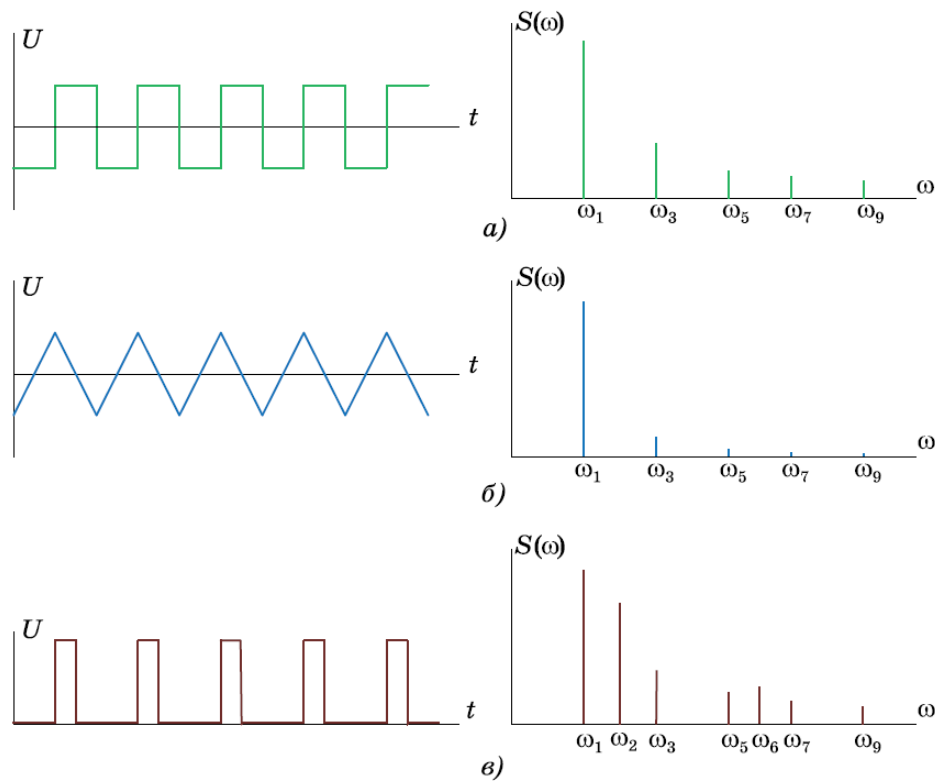 U
t
S(ω)
ω
ω₁ ω₃ ω₅ ω₇ ω₉
а)
U
t
S(ω)
ω
ω₁ ω₃ ω₅ ω₇ ω₉
б)
U
t
S(ω)
ω
ω₁ ω₂ ω₃ ω₅ ω₆ ω₇ ω₉
в)